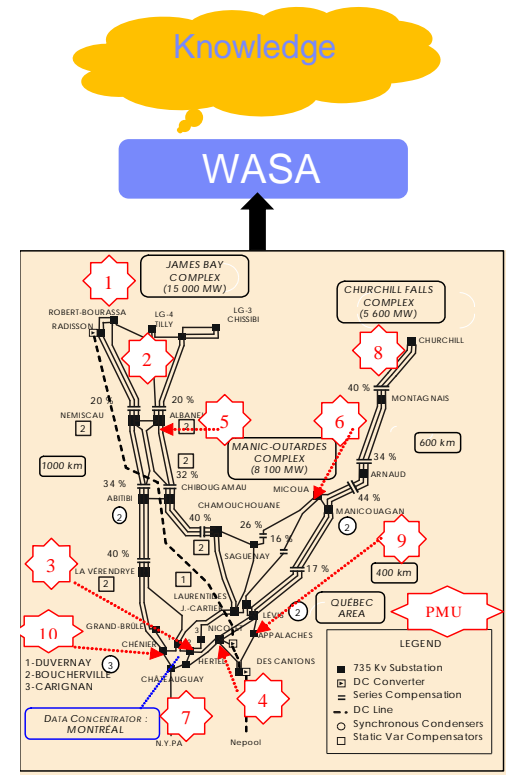 Knowledge
WASA
JAMES BAY
COMPLEX
(15 000 MW)
1
CHURCHILL FALLS
COMPLEX
(5 600 MW)
ROBERT-BOURASSA
LG-4
TILLY
LG-3
CHISSIBI
RADISSON
CHURCHILL
2
8
40 %
MONTAGNAIS
20 %
20 %
NEMISCAU
ALBANEL
5
6
2
2
MANIC-OUTARDES
COMPLEX
(8 100 MW)
600 km
2
1000 km
34 %
ARNAUD
32 %
34 %
CHIBOUGAMAU
MICOUA
44 %
ABITIBI
CHAMOUCHOUANE
MANICOUAGAN
2
40 %
26 %
2
16 %
9
2
SAGUENAY
40 %
3
LA VÉRENDRYE
17 %
400 km
2
1
LAURENTIDES
J.-CARTIER
LÉVIS
2
QUÉBEC
AREA
PMU
10
GRAND-BRULÉ
NICOLET
APPALACHES
3
CHÉNIER
2
LEGEND
1-DUVERNAY
2-BOUCHERVILLE
3-CARIGNAN
3
HERTEL
DES CANTONS
CHÂTEAUGUAY
735 Kv Substation
DC Converter
Series Compensation
DC Line
Synchronous Condensers
Static Var Compensators
4
7
DATA CONCENTRATOR :
MONTRÉAL
N.Y.PA
Nepool